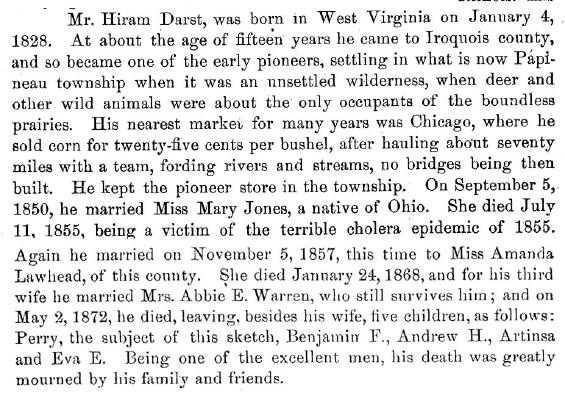 Mr. Hiram Darst, was born in West Virginia on January 4,
1828. At about the age of fifteen years he came to Iroquois county,
and so became one of the early pioneers, settling in what is now Papi-
neau township when it was an unsettled wilderness, when deer and
other wild animals were about the only occupants of the boundless
prairies. His nearest market for many years was Chicago, where he
sold corn for twenty-five cents per bushel, after hauling about seventy
miles with a team, fording rivers and streams, no bridges being then
built. He kept the pioneer store in the township. On September 5,
1850, he married Miss Mary Jones, a native of Ohio. She died July
11, 1855, being a victim of the terrible cholera epidemic of 1855.
Again he married on November 5, 1857, this time to Miss Amanda
Lawhead, of this county. She died January 24, 1868, and for his third
wife he married Mrs. Abbie E. Warren, who still survives him; and on
May 2, 1872, he died, leaving, besides his wife, five children, as follows:
Perry, the subject of this sketch, Benjamin F., Andrew H., Artinsa
and Eva E. Being one of the excellent men, his death was greatly
mourned by his family and friends.